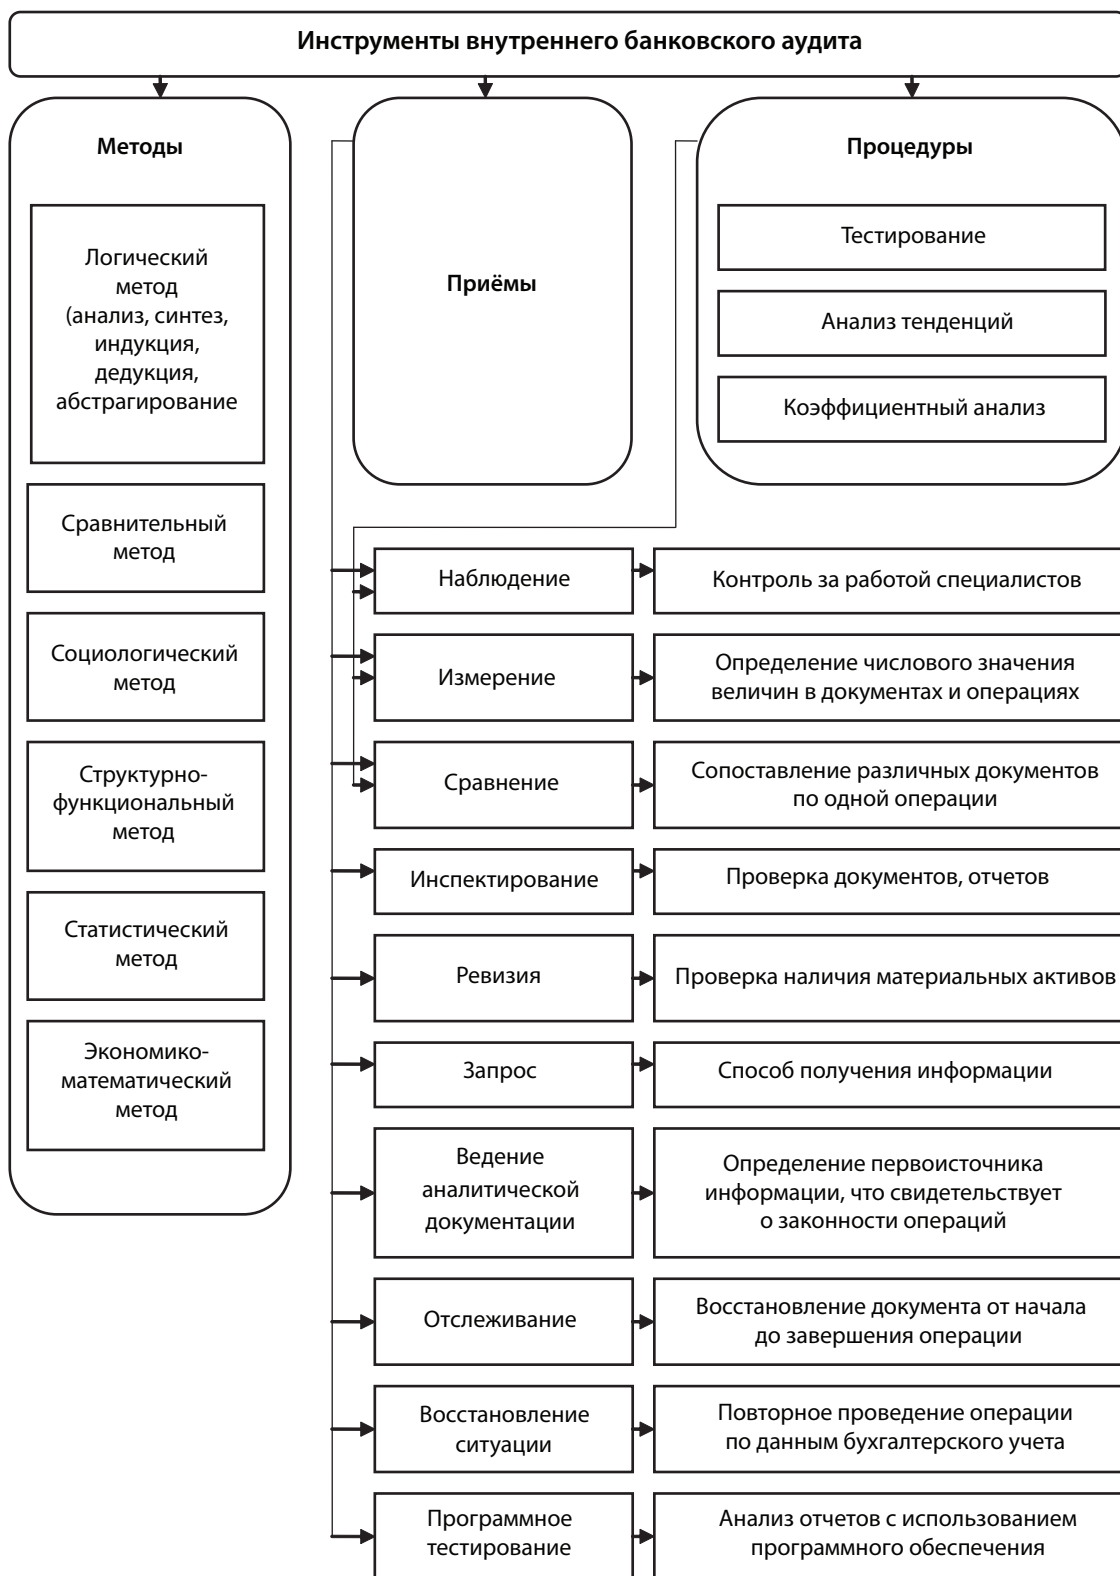 Инструменты внутреннего банковского аудита
Методы
Логический
метод
(анализ, синтез,
индукция,
дедукция,
абстрагирование
Сравнительный
метод
Социологический
метод
Структурно-
функциональный
метод
Статистический
метод
Экономико-
математический
метод
Приёмы
Процедуры
Тестирование
Анализ тенденций
Коэффициентный анализ
Наблюдение
Контроль за работой специалистов
Измерение
Определение числового значения
величин в документах и операциях
Сравнение
Сопоставление различных документов
по одной операции
Инспектирование
Проверка документов, отчетов
Ревизия
Проверка наличия материальных активов
Запрос
Способ получения информации
Ведение
аналитической
документации
Определение первоисточника
информации, что свидетельствует
о законности операций
Отслеживание
Восстановление документа от начала
до завершения операции
Восстановление
ситуации
Повторное проведение операции
по данным бухгалтерского учета
Программное
тестирование
Анализ отчетов с использованием
программного обеспечения